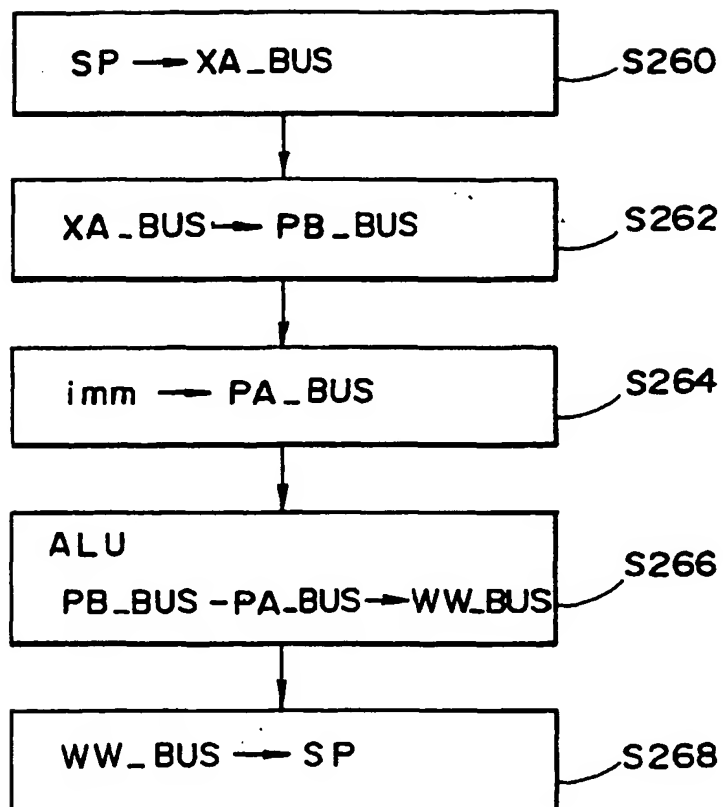 SP → XA_BUS
S260
XA_BUS → PB_BUS
S262
imm → PA_BUS
S264
ALU
PB_BUS - PA_BUS → WW_BUS
S266
WW_BUS → SP
S268